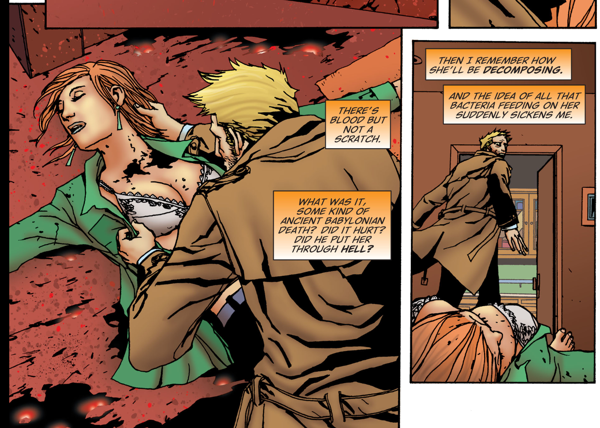 THERE'S
BLOOD BUT
NOT A
SCRATCH.
WHAT WAS IT,
SOME KIND OF
ANCIENT BABYLONIAN
DEATH? DID IT HURT?
DID HE PUT HER
THROUGH HELL?
THEN I REMEMBER HOW
SHE'LL BE DECOMPOSING.
AND THE IDEA OF ALL THAT
BACTERIA FEEDING ON HER
SUDDENLY SICKENS ME.